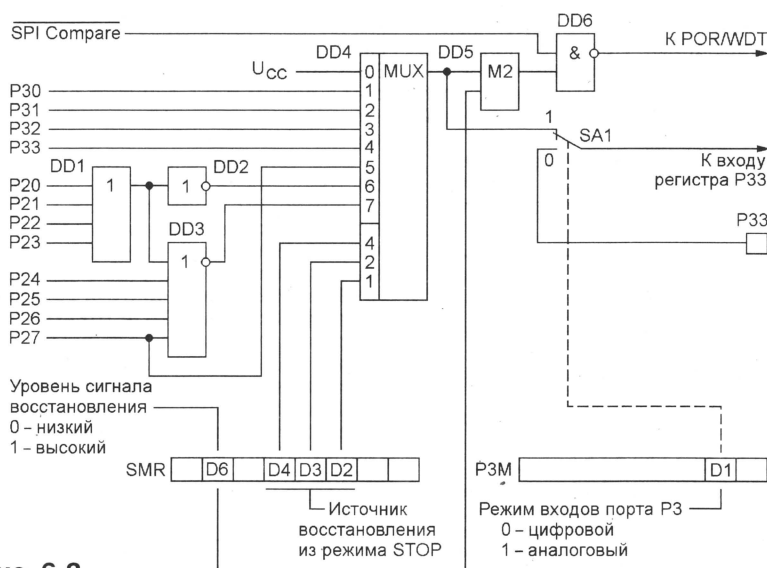 SPI Compare
DD6
&
К POR/WDT
DD4
DD5
U CC
0
MUX
M2
P30
1
P31
2
P32
3
P33
4
1
SA1
0
К входу
регистра P33
DD1
5
P20
1
1
DD2
6
P21
7
P22
P23
DD3
1
4
2
1
P33
P24
P25
P26
P27
Уровень сигнала
восстановления
0 – низкий
1 – высокий
SMR
D6
D4
D3
D2
P3M
D1
Источник
восстановления
из режима STOP
Режим входов порта P3
0 – цифровой
1 – аналоговый